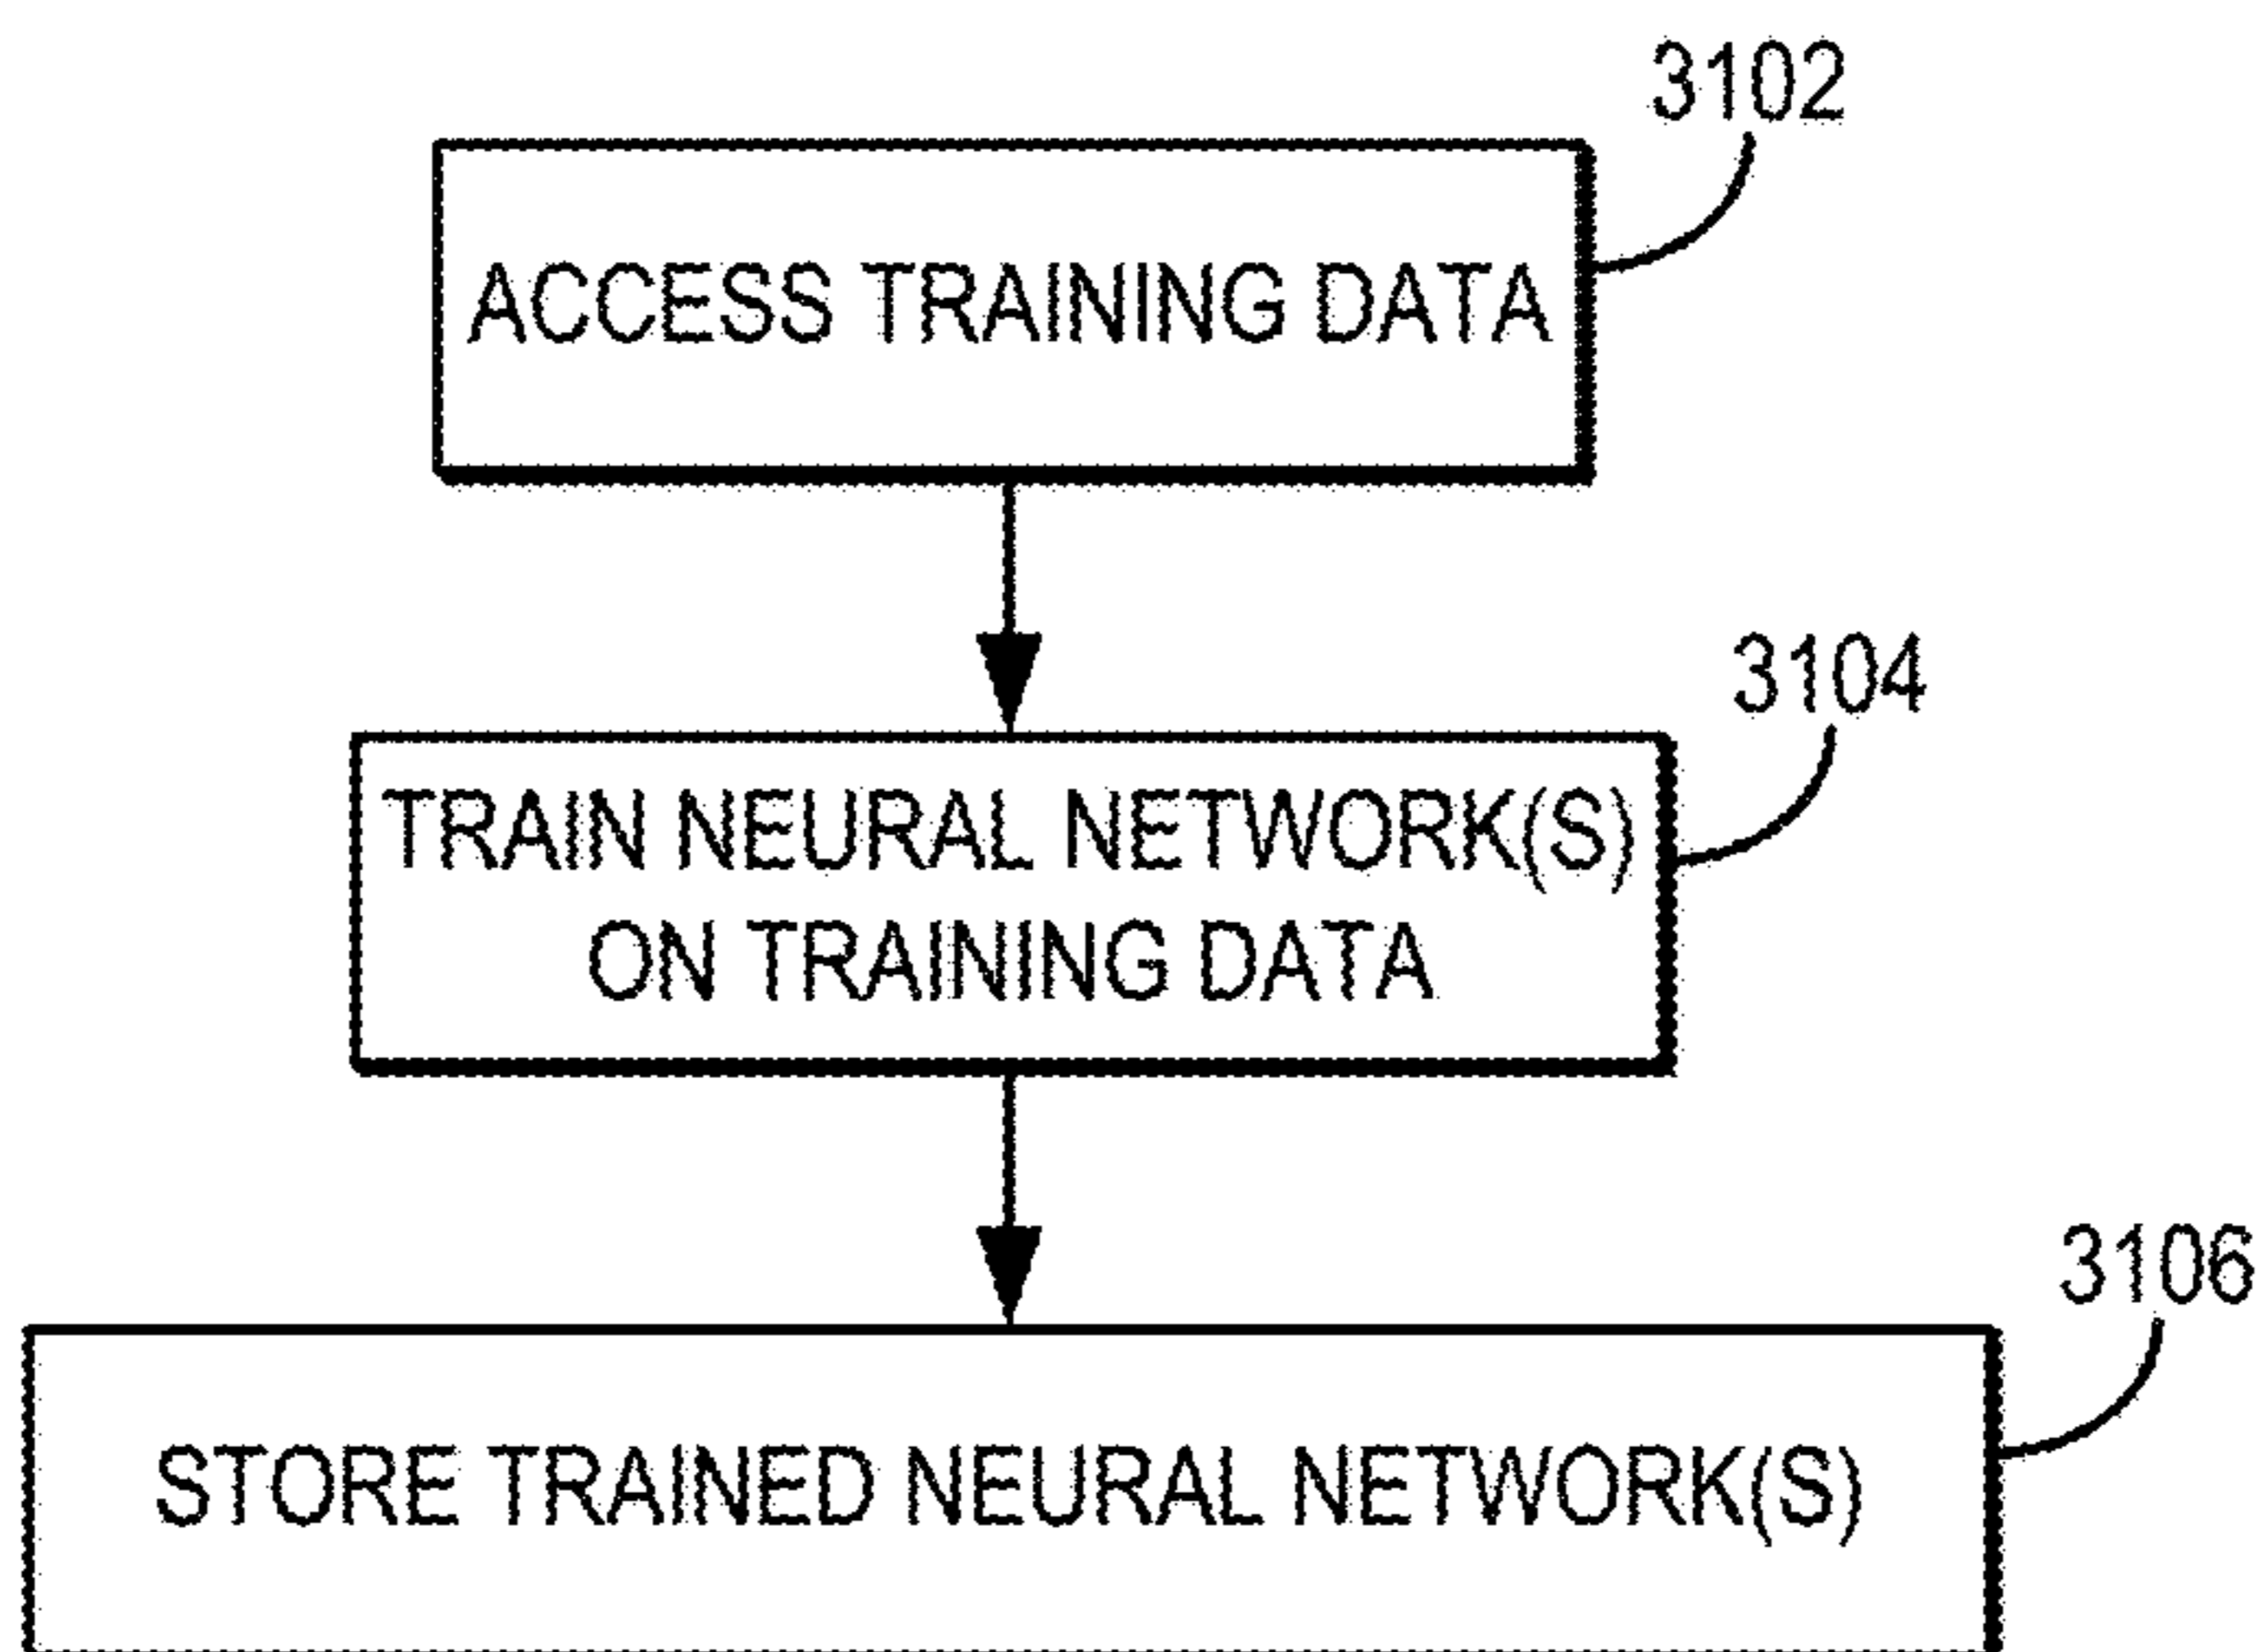 3102
ACCESS TRAINING DATA
3104
TRAIN NEURAL NETWORK(S)
ON TRAINING DATA
3106
STORE TRAINED NEURAL NETWORK(S)